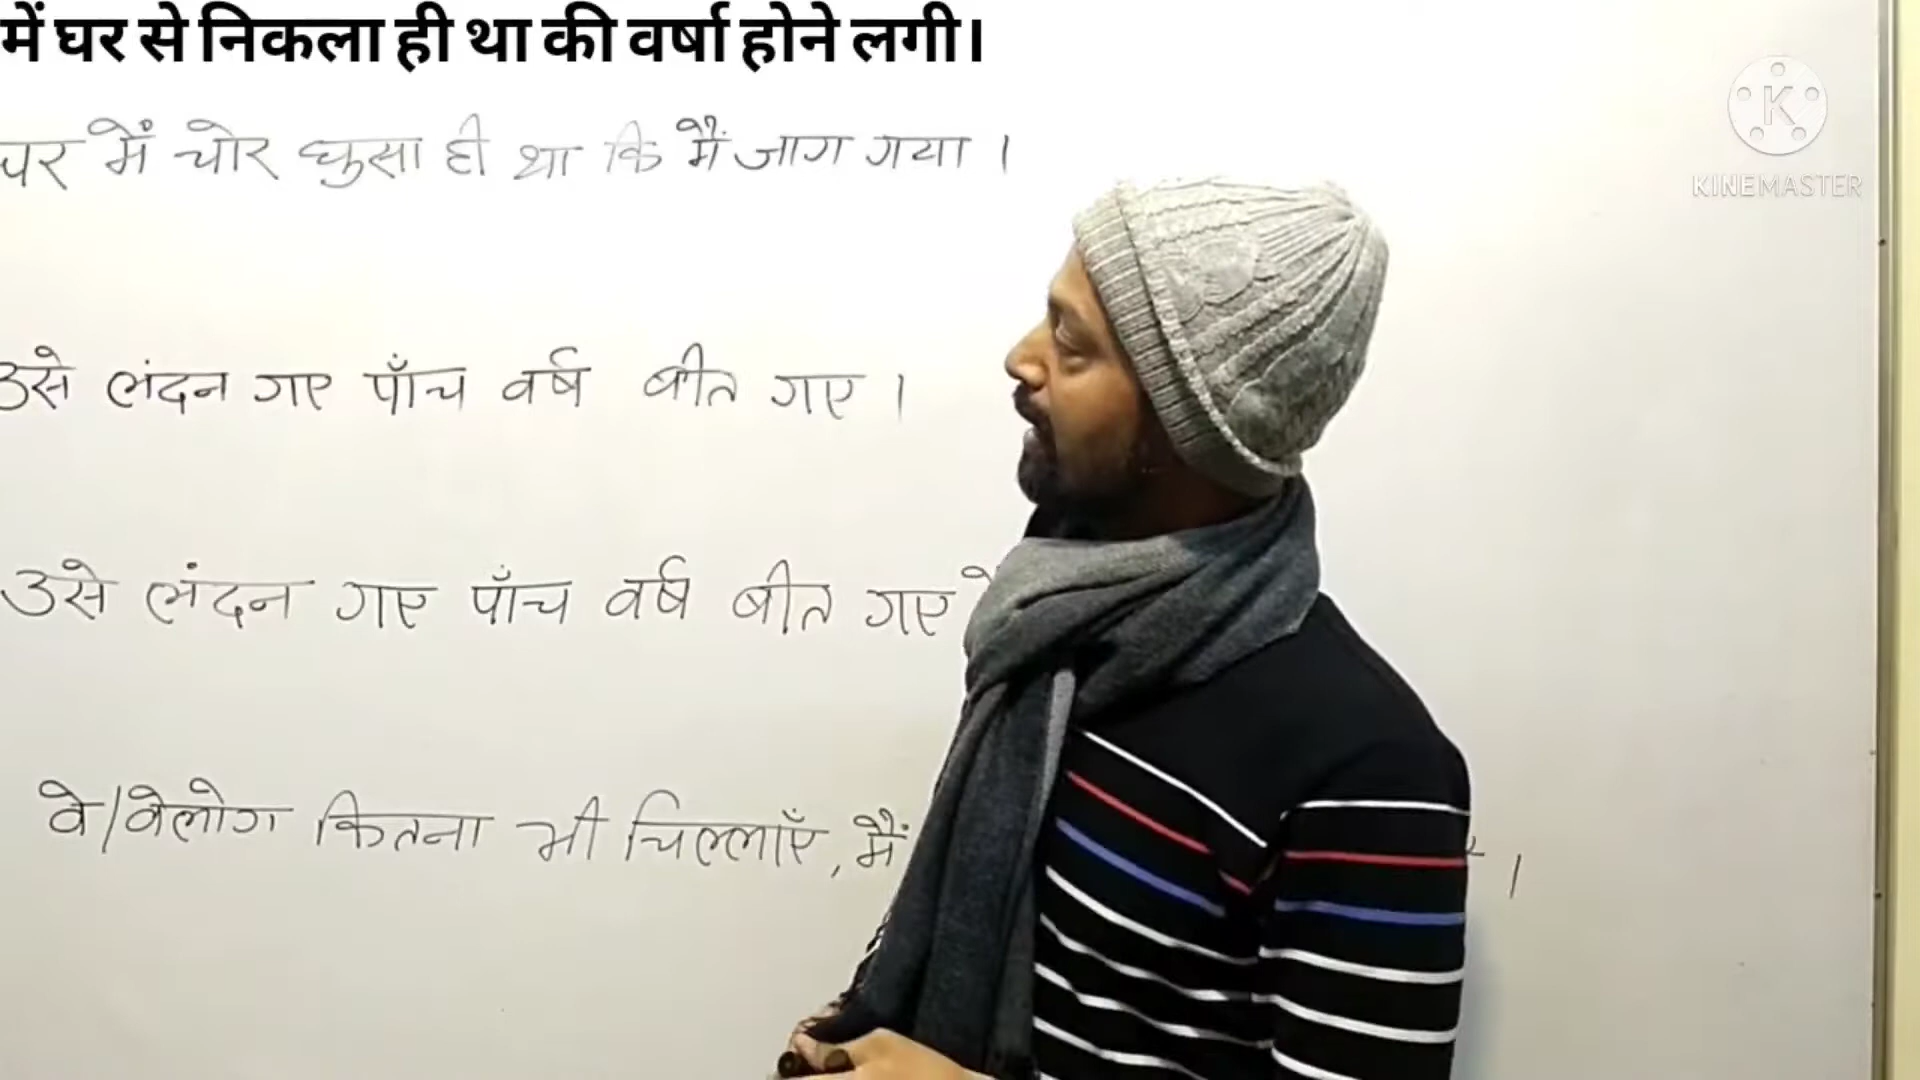 में घर से निकला ही था की वर्षा होने लगी।
KINEMASTER
घर में चोर घुसा ही था कि मैं जाग गया ।
उसे लंदन गए पाँच वर्ष बीत गए ।
उसे लंदन गए पाँच वर्ष बीत गए
वे/वेलोग कितना भी चिल्लाएँ, मैं